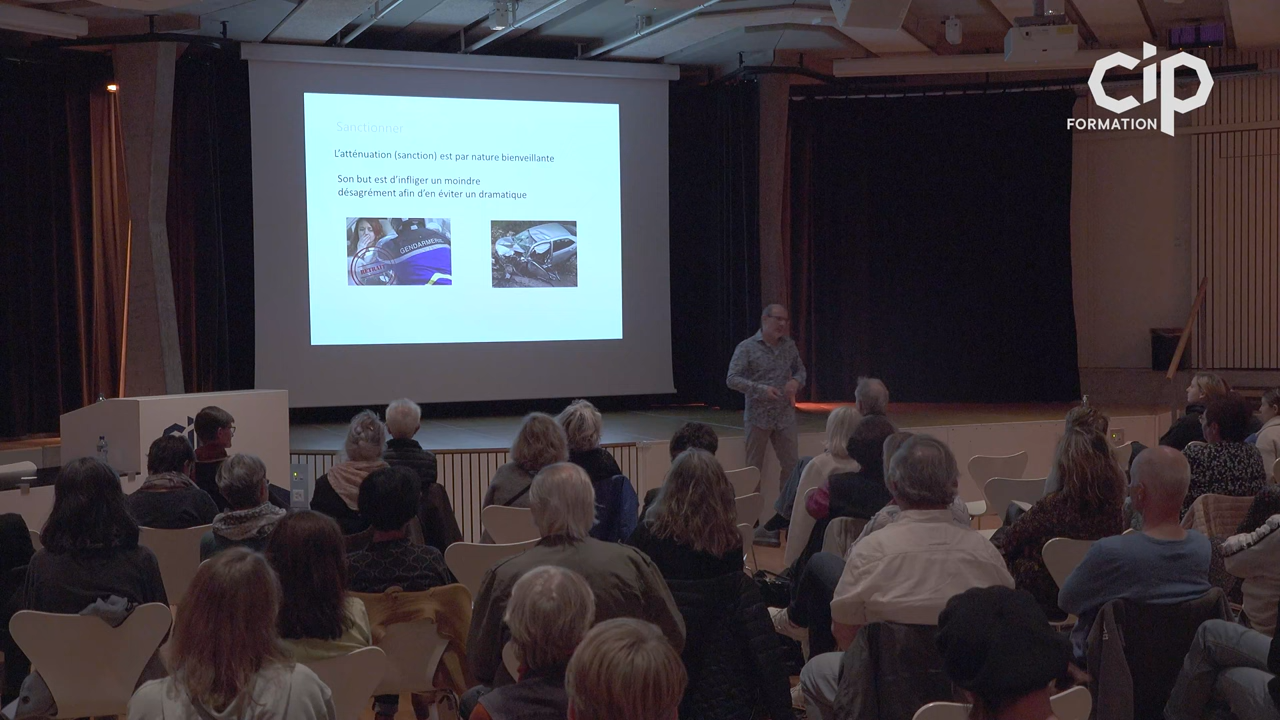 cip
FORMATION
Sanctionner
L'atténuation (sanction) est par nature bienveillante
Son but est d'infliger un moindre
désagrément afin d'en éviter un dramatique
GENDARMERIE